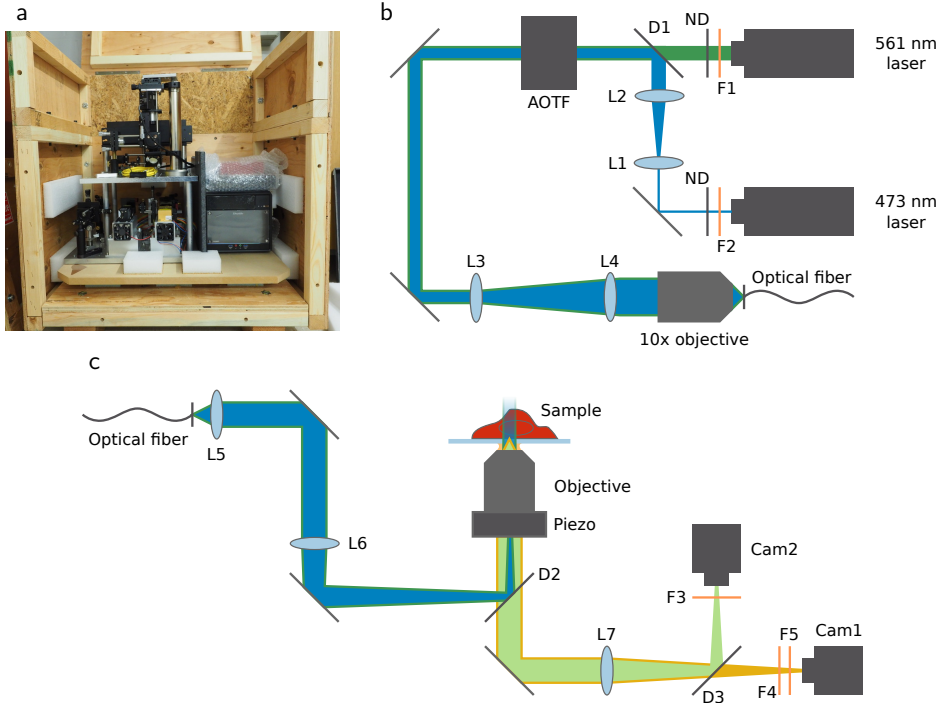 a
b
D1
ND
561 nm
laser
F1
AOTF
L2
L1
ND
473 nm
laser
F2
L3
L4
Optical fiber
10x objective
c
Optical fiber
L5
Sample
Objective
L6
Piezo
D2
Cam2
F3
L7
F5
Cam1
F4
D3